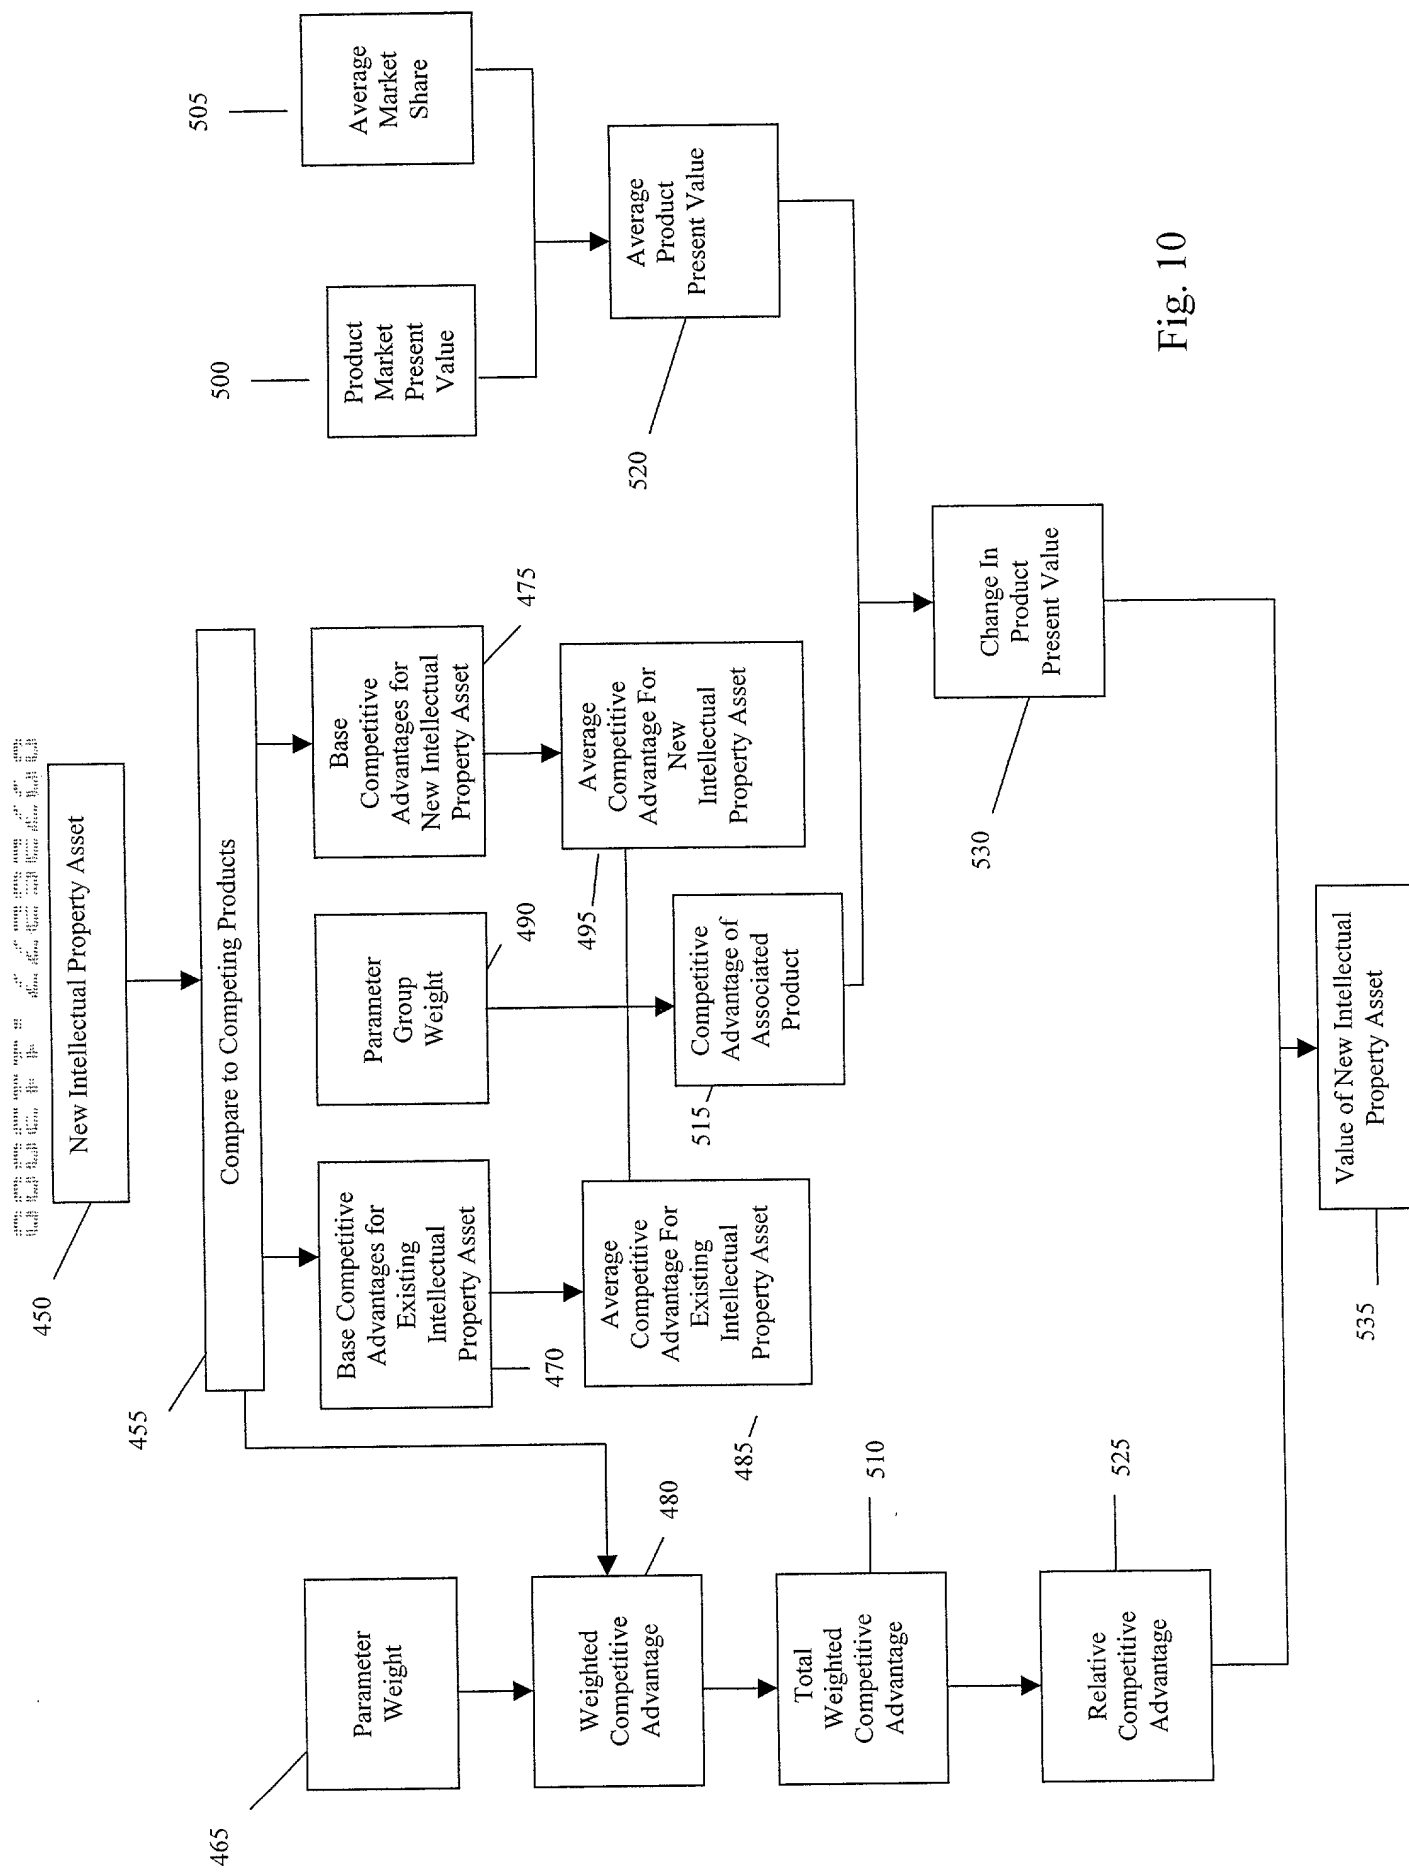 450
New Intellectual Property Asset
455
Compare to Competing Products
465
Parameter
Weight
Base Competitive
Advantages for
Existing
Intellectual
Property Asset
470
Parameter
Group
Weight
490
Base
Competitive
Advantages for
New Intellectual
Property Asset
475
500
Product
Market
Present
Value
505
Average
Market
Share
Weighted
Competitive
Advantage
480
Average
Competitive
Advantage For
Existing
Intellectual
Property Asset
485
515
Competitive
Advantage of
Associated
Product
495
Average
Competitive
Advantage For
New
Intellectual
Property Asset
520
Average
Product
Present Value
Total
Weighted
Competitive
Advantage
510
530
Change In
Product
Present Value
Relative
Competitive
Advantage
525
535
Value of New Intellectual
Property Asset
Fig. 10